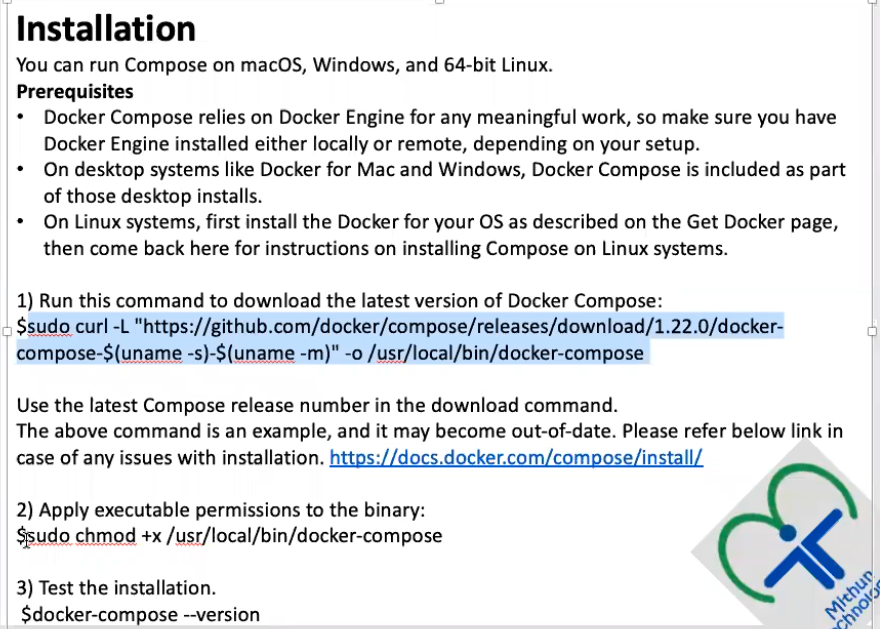 Installation
You can run Compose on macOS, Windows, and 64-bit Linux.
Prerequisites
• Docker Compose relies on Docker Engine for any meaningful work, so make sure you have
Docker Engine installed either locally or remote, depending on your setup.
• On desktop systems like Docker for Mac and Windows, Docker Compose is included as part
of those desktop installs.
• On Linux systems, first install the Docker for your OS as described on the Get Docker page,
then come back here for instructions on installing Compose on Linux systems.
1) Run this command to download the latest version of Docker Compose:
$sudo curl -L "https://github.com/docker/compose/releases/download/1.22.0/docker-
compose-$(uname -s)-$(uname -m)" -o /usr/local/bin/docker-compose
Use the latest Compose release number in the download command.
The above command is an example, and it may become out-of-date. Please refer below link in
case of any issues with installation. https://docs.docker.com/compose/install/
2) Apply executable permissions to the binary:
$sudo chmod +x /usr/local/bin/docker-compose
3) Test the installation.
$docker-compose --version
Mithun